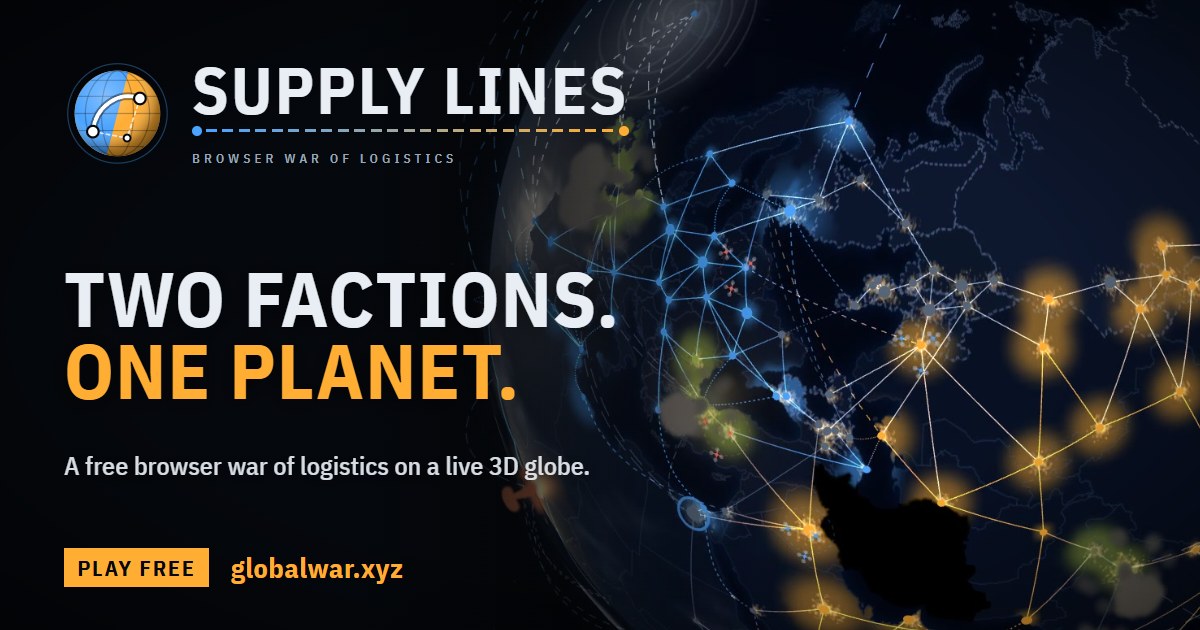 SUPPLY LINES
BROWSER WAR OF LOGISTICS
TWO FACTIONS.
ONE PLANET.
A free browser war of logistics on a live 3D globe.
PLAY FREE
globalwar.xyz